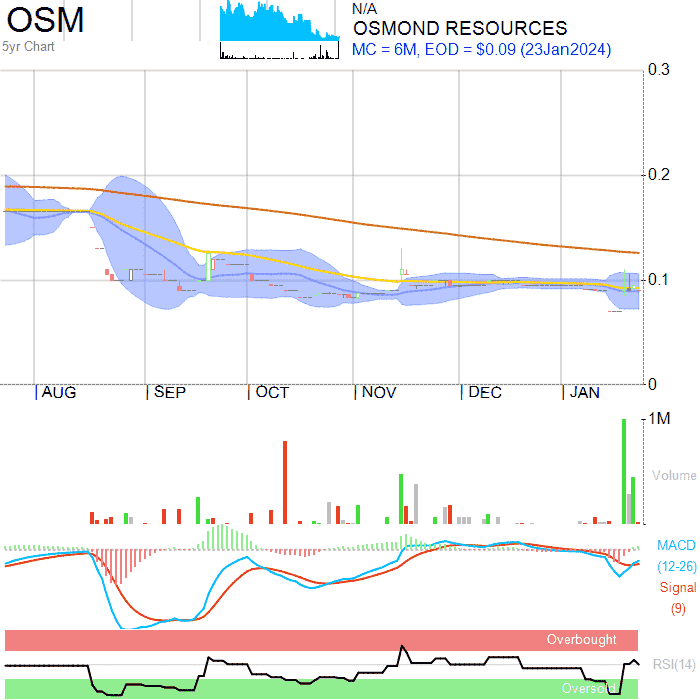 OSM
5yr Chart
N/A
OSMOND RESOURCES
MC = 6M, EOD = $0.09 (23Jan2024)
0.3
0.2
0.1
0
AUG SEP OCT NOV DEC JAN
1M
Volume
MACD
(12-26)
Signal
(9)
Overbought
RSI(14)
Oversold